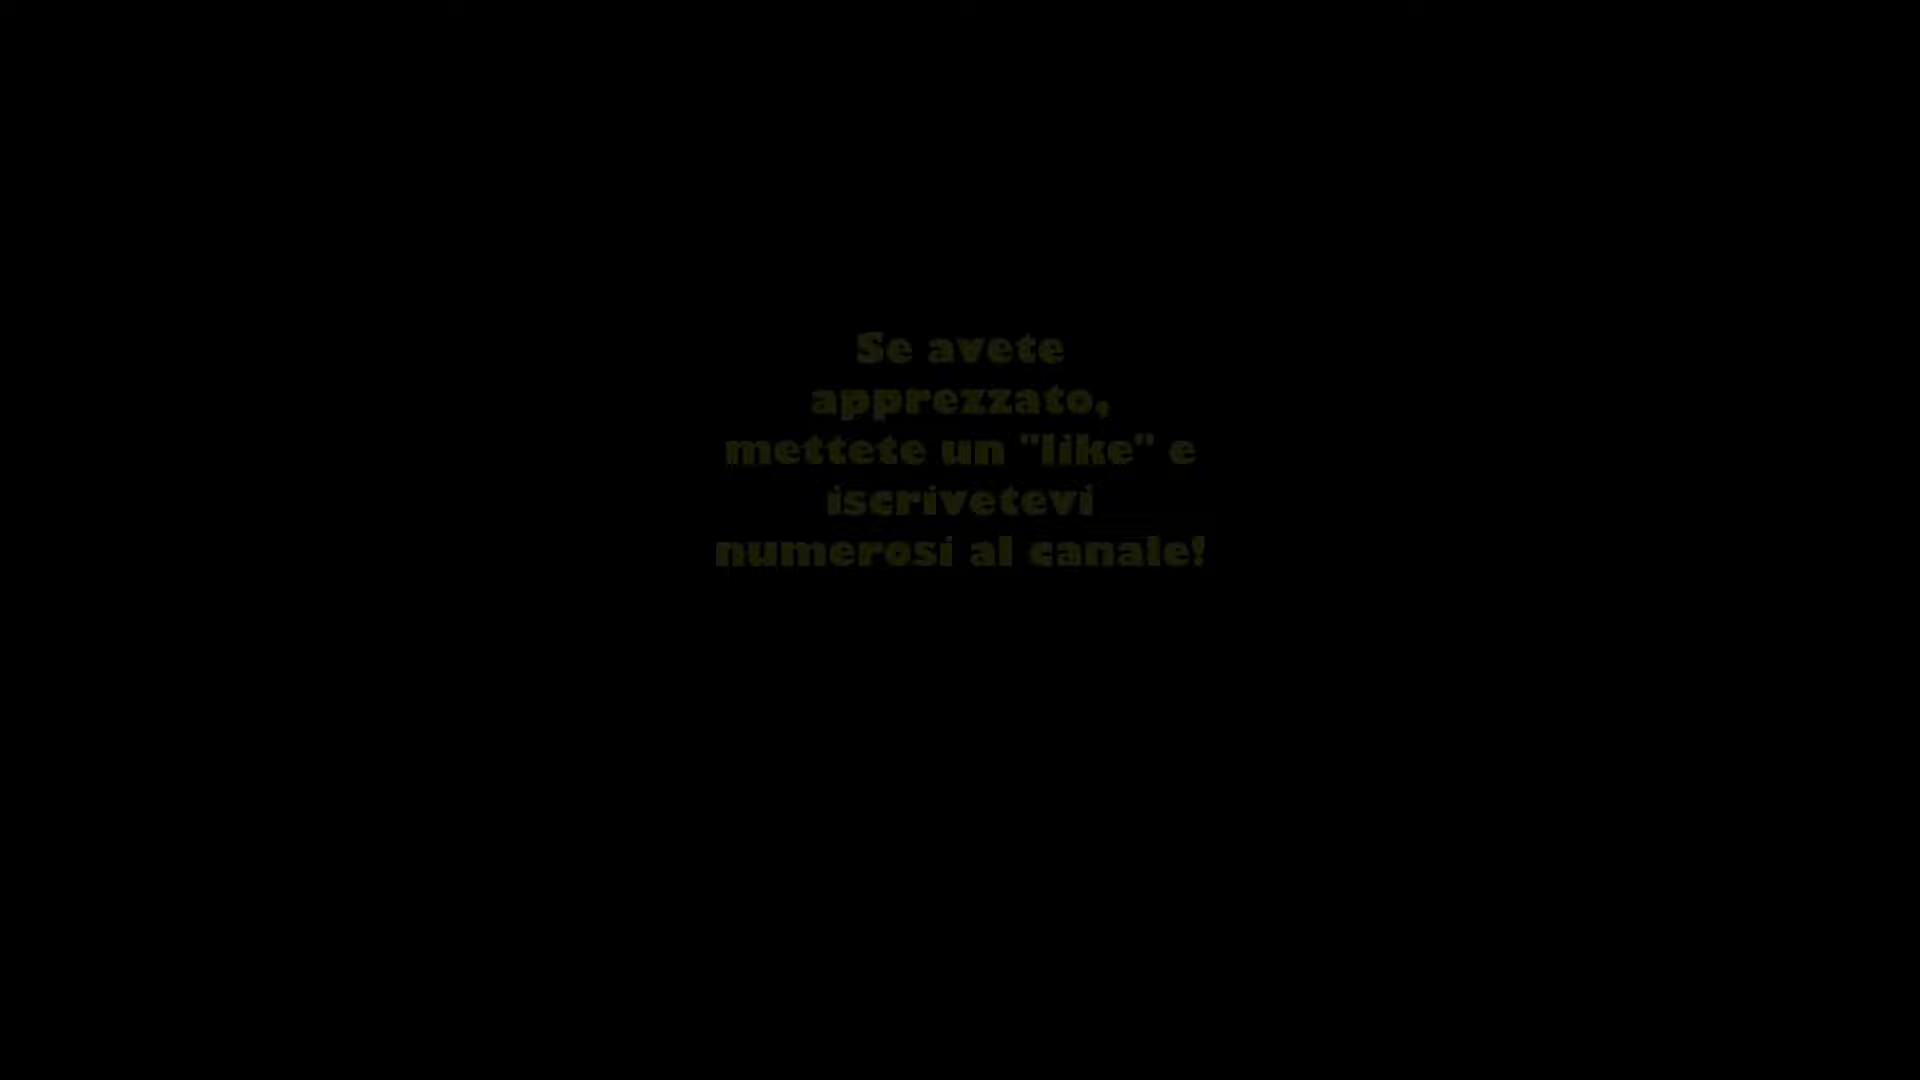 Se avete
apprezzato,
mettete un "like" e
iscrivetevi
numerosi al canale!